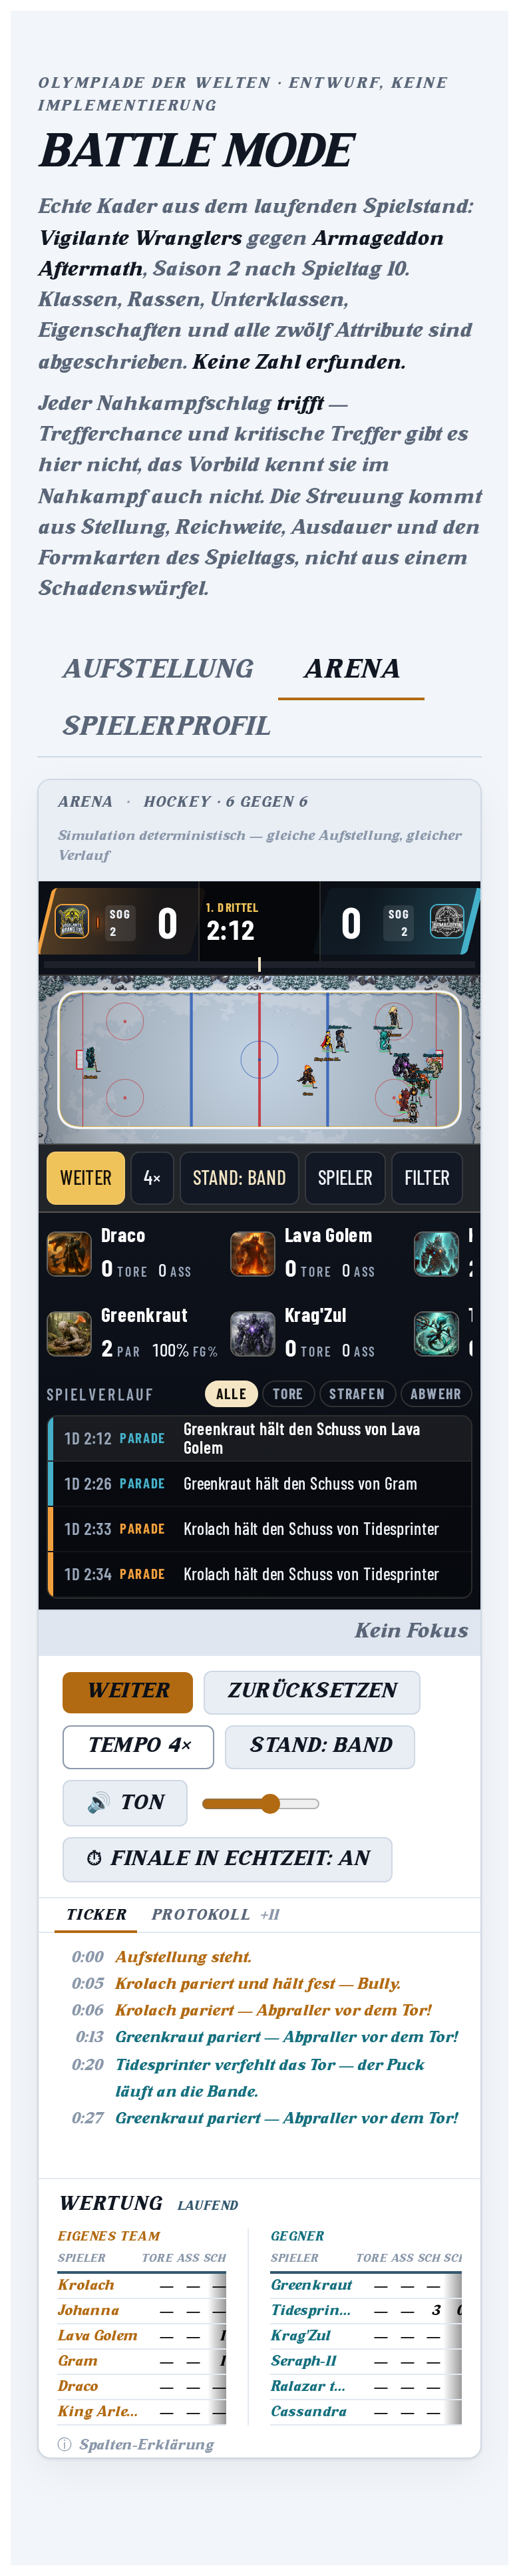 OLYMPIADE DER WELTEN · ENTWURF, KEINE
IMPLEMENTIERUNG
BATTLE MODE
Echte Kader aus dem laufenden Spielstand:
Vigilante Wranglers gegen Armageddon
Aftermath, Saison 2 nach Spieltag 10.
Klassen, Rassen, Unterklassen,
Eigenschaften und alle zwölf Attribute sind
abgeschrieben. Keine Zahl erfunden.
Jeder Nahkampfschlag trifft —
Trefferchance und kritische Treffer gibt es
hier nicht, das Vorbild kennt sie im
Nahkampf auch nicht. Die Streuung kommt
aus Stellung, Reichweite, Ausdauer und den
Formkarten des Spieltags, nicht aus einem
Schadenswürfel.
AUFSTELLUNG ARENA
SPIELERPROFIL
ARENA · HOCKEY · 6 GEGEN 6
Simulation deterministisch — gleiche Aufstellung, gleicher
Verlauf
SOG 2 0 1. DRITTEL 2:12 0 SOG 2
WEITER 4× STAND: BAND SPIELER FILTER
Draco Lava Golem
0 TORE 0 ASS 0 TORE 0 ASS
Greenkraut Krag'Zul
2 PAR 100% FG% 0 TORE 0 ASS
SPIELVERLAUF ALLE TORE STRAFEN ABWEHR
1D 2:12 PARADE Greenkraut hält den Schuss von Lava
Golem
1D 2:26 PARADE Greenkraut hält den Schuss von Gram
1D 2:33 PARADE Krolach hält den Schuss von Tidesprinter
1D 2:34 PARADE Krolach hält den Schuss von Tidesprinter
Kein Fokus
WEITER ZURÜCKSETZEN
TEMPO 4× STAND: BAND
🔊 TON
⏱ FINALE IN ECHTZEIT: AN
TICKER PROTOKOLL +11
0:00 Aufstellung steht.
0:05 Krolach pariert und hält fest — Bully.
0:06 Krolach pariert — Abpraller vor dem Tor!
0:13 Greenkraut pariert — Abpraller vor dem Tor!
0:20 Tidesprinter verfehlt das Tor — der Puck
läuft an die Bande.
0:27 Greenkraut pariert — Abpraller vor dem Tor!
WERTUNG LAUFEND
EIGENES TEAM GEGNER
SPIELER TORE ASS SCH SPIELER TORE ASS SCH
Krolach — — — Greenkraut — — —
Johanna — — — Tidesprin... — — 3
Lava Golem — — 1 Krag'Zul — — —
Gram — — 1 Seraph-11 — — —
Draco — — — Ralazar t... — — —
King Arle... — — — Cassandra — — —
ⓘ Spalten-Erklärung